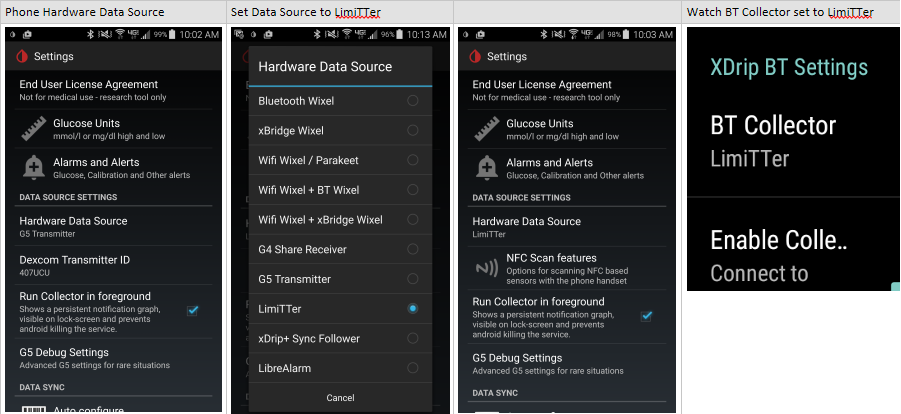 Phone Hardware Data Source
Set Data Source to LimiTTer
Watch BT Collector set to LimiTTer
99% 10:02 AM
Settings
End User License Agreement
Not for medical use - research tool only
Glucose Units
mmol/l or mg/dl high and low
Alarms and Alerts
Glucose, Calibration and Other alerts
DATA SOURCE SETTINGS
Hardware Data Source
G5 Transmitter
Dexcom Transmitter ID
407UCU
Run Collector in foreground
Shows a persistent notification graph,
visible on lock-screen and prevents
android killing the service.
G5 Debug Settings
Advanced G5 settings for rare situations
DATA SYNC
Auto configure
96% 10:13 AM
Hardware Data Source
Bluetooth Wixel
xBridge Wixel
Wifi Wixel / Parakeet
Wifi Wixel + BT Wixel
Wifi Wixel + xBridge Wixel
G4 Share Receiver
G5 Transmitter
LimiTTer
xDrip+ Sync Follower
LibreAlarm
Cancel
98% 10:03 AM
Settings
End User License Agreement
Not for medical use - research tool only
Glucose Units
mmol/l or mg/dl high and low
Alarms and Alerts
Glucose, Calibration and Other alerts
DATA SOURCE SETTINGS
Hardware Data Source
LimiTTer
NFC Scan features
Options for scanning NFC based
sensors with the phone handset
Run Collector in foreground
Shows a persistent notification graph,
visible on lock-screen and prevents
android killing the service.
G5 Debug Settings
Advanced G5 settings for rare situations
DATA SYNC
XDrip BT Settings
BT Collector
LimiTTer
Enable Colle..
Connect to